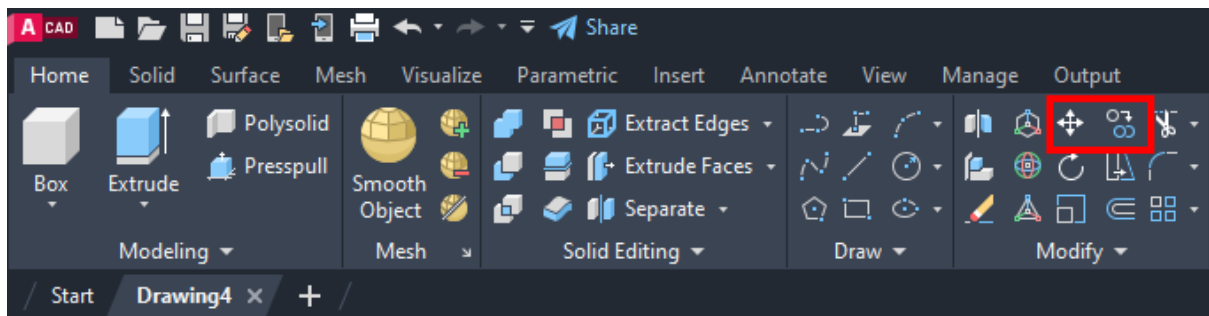 A CAD Share
Home Solid Surface Mesh Visualize Parametric Insert Annotate View Manage Output
Polysolid Extract Edges
Presspull Extrude Faces
Box Extrude Smooth Object Separate
Modeling Mesh Solid Editing Draw Modify
Start Drawing4